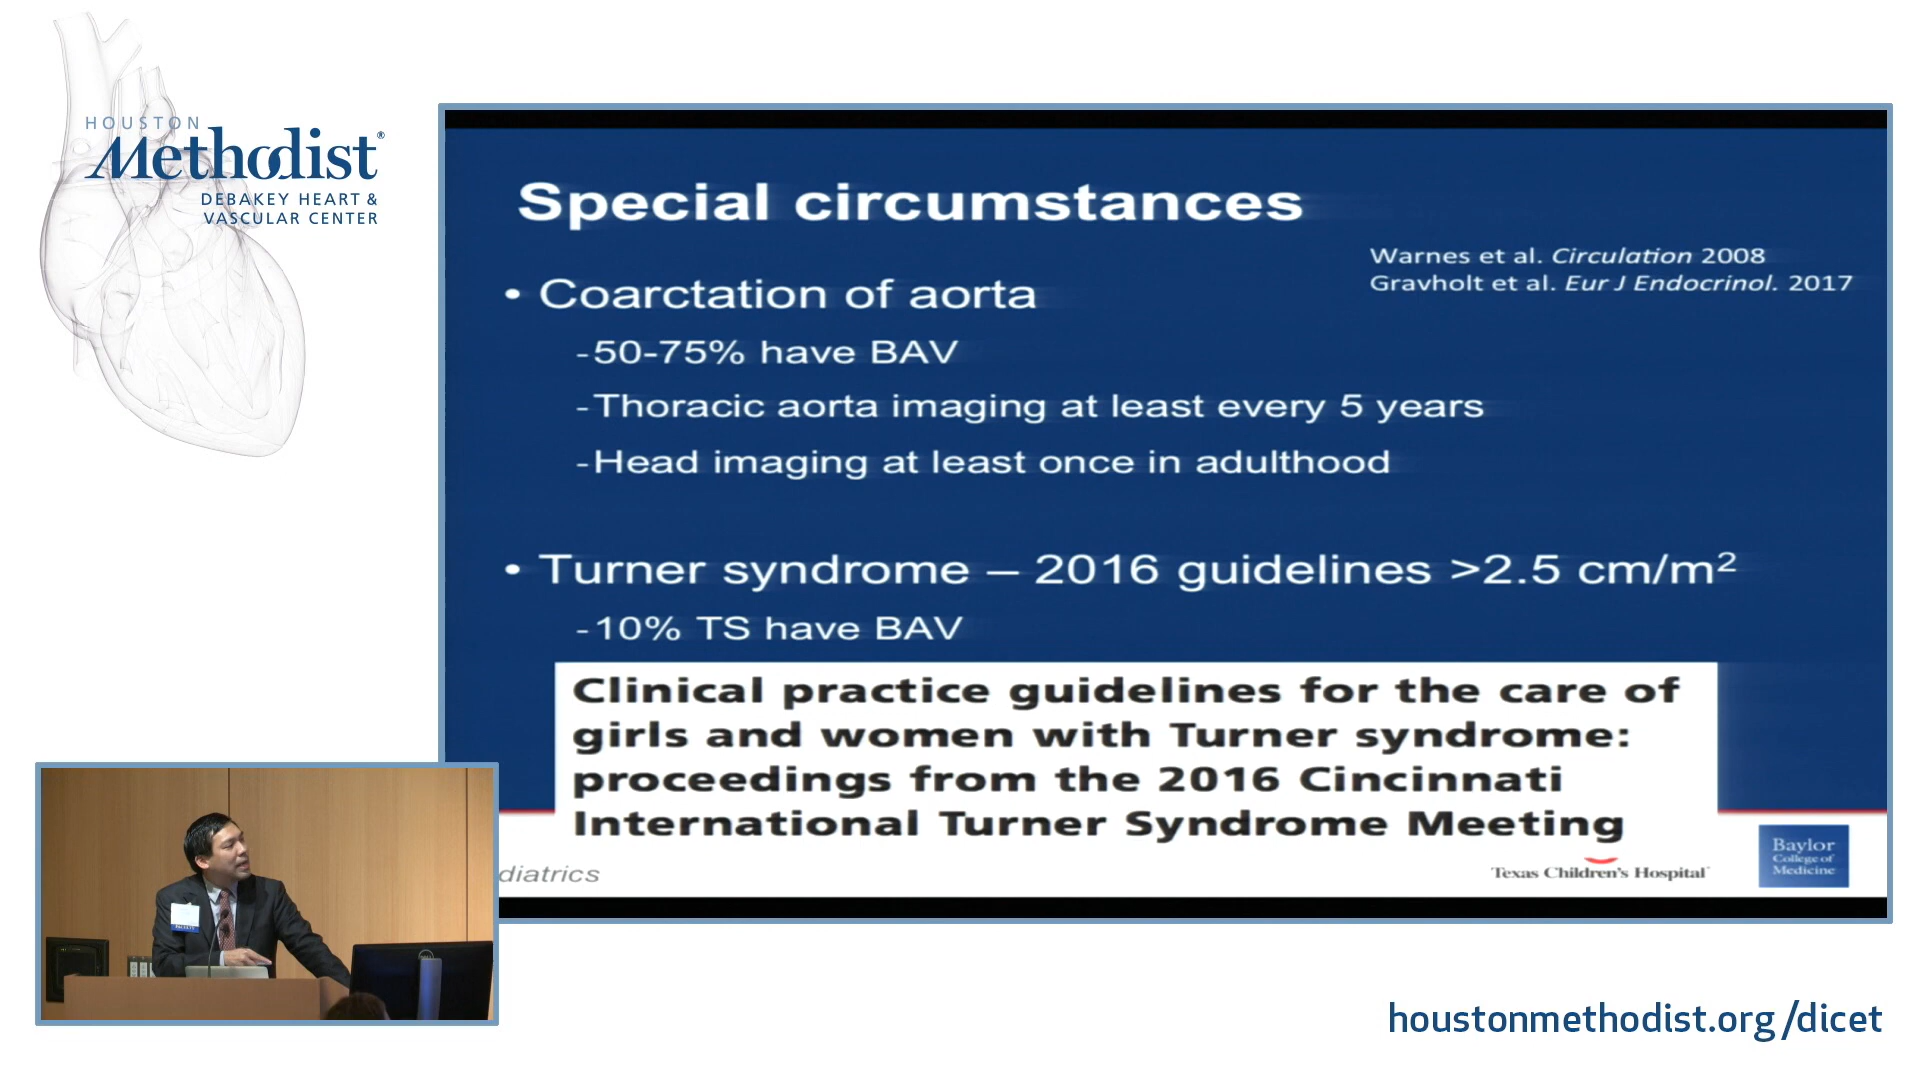 HOUSTON
Methodist®
DEBAKEY HEART &
VASCULAR CENTER
Special circumstances
Warnes et al. Circulation 2008
Gravholt et al. Eur J Endocrinol. 2017
• Coarctation of aorta
-50-75% have BAV
-Thoracic aorta imaging at least every 5 years
-Head imaging at least once in adulthood
• Turner syndrome – 2016 guidelines >2.5 cm/m²
-10% TS have BAV
Clinical practice guidelines for the care of
girls and women with Turner syndrome:
proceedings from the 2016 Cincinnati
International Turner Syndrome Meeting
diatrics
Texas Children's Hospital
Baylor
College of
Medicine
FACULTY
houstonmethodist.org/dicet